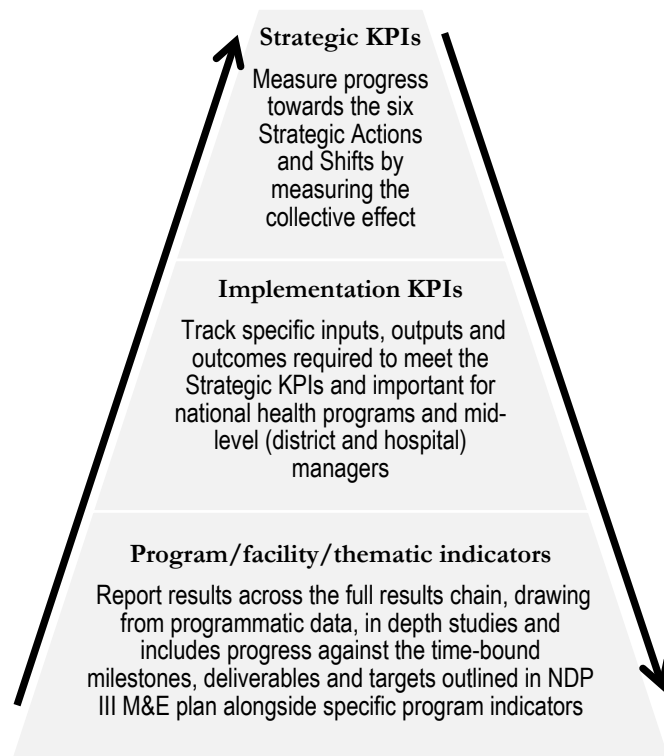 Strategic KPIs
Measure progress
towards the six
Strategic Actions
and Shifts by
measuring the
collective effect
Implementation KPIs
Track specific inputs, outputs and
outcomes required to meet the
Strategic KPIs and important for
national health programs and mid-
level (district and hospital)
managers
Program/facility/thematic indicators
Report results across the full results chain, drawing
from programmatic data, in depth studies and
includes progress against the time-bound
milestones, deliverables and targets outlined in NDP
III M&E plan alongside specific program indicators